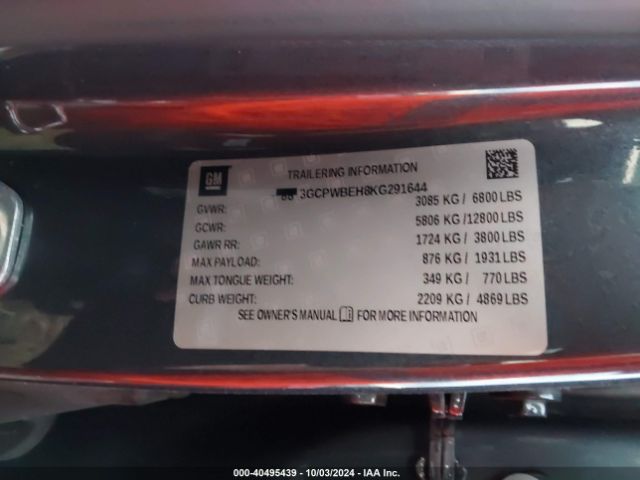 GM
TRAILERING INFORMATION
3GCPWBEH8KG291644
GVWR: 3085 KG / 6800 LBS
GCWR: 5806 KG /12800 LBS
GAWR RR: 1724 KG / 3800 LBS
MAX PAYLOAD: 876 KG / 1931 LBS
MAX TONGUE WEIGHT: 349 KG / 770 LBS
CURB WEIGHT: 2209 KG / 4869 LBS
SEE OWNER'S MANUAL FOR MORE INFORMATION
000-40495439 - 10/03/2024 - IAA Inc.